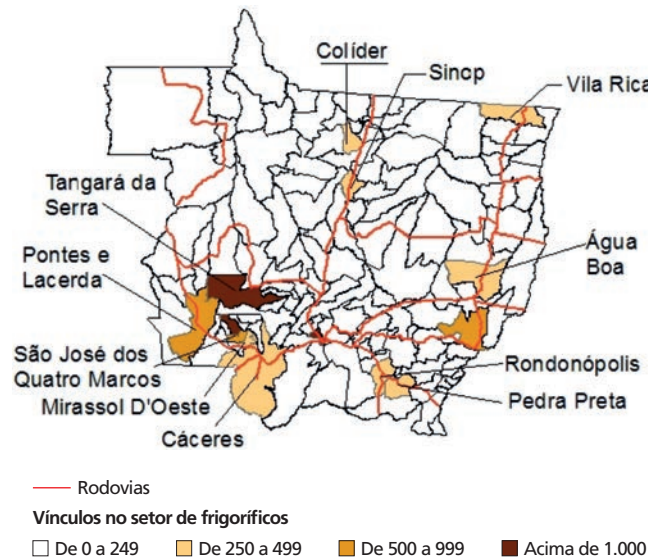 Colíder
Sincp
Vila Rica
Tangará da
Serra
Pontes e
Lacerda
Água
Boa
São José dos
Quatro Marcos
Mirassol D'Oeste
Cáceres
Rondonópolis
Pedra Preta
Rodovias
Vínculos no setor de frigoríficos
De 0 a 249 De 250 a 499 De 500 a 999 Acima de 1.000